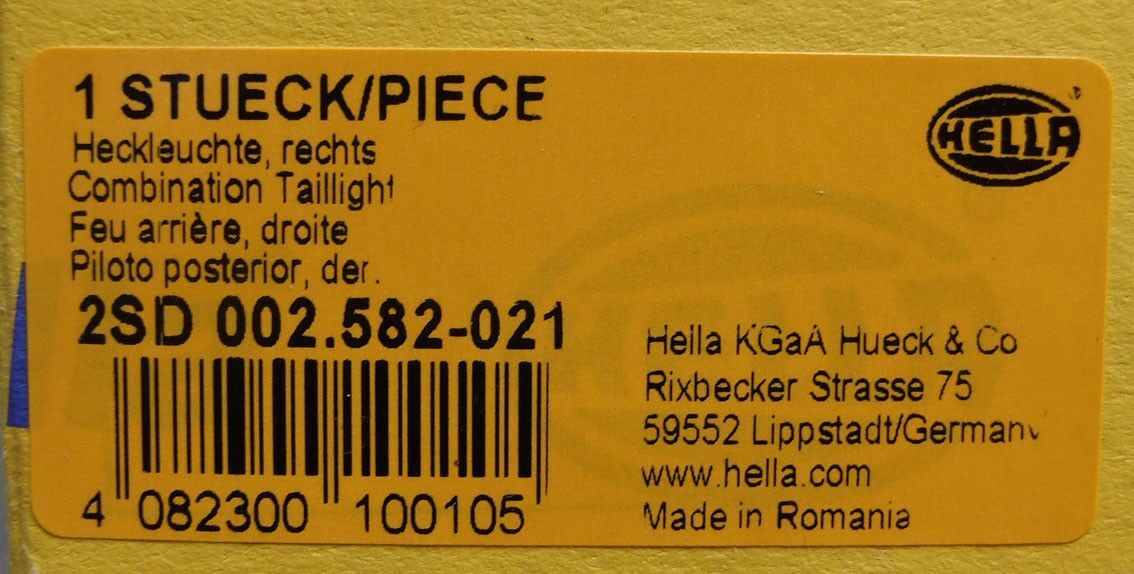 1 STUECK/PIECE
HELLA
Heckleuchte, rechts
Combination Taillight
Feu arrière, droite
Piloto posterior, der.
2SD 002.582-021
4 082300 100105
Hella KGaA Hueck & Co
Rixbecker Strasse 75
59552 Lippstadt/Germany
www.hella.com
Made in Romania